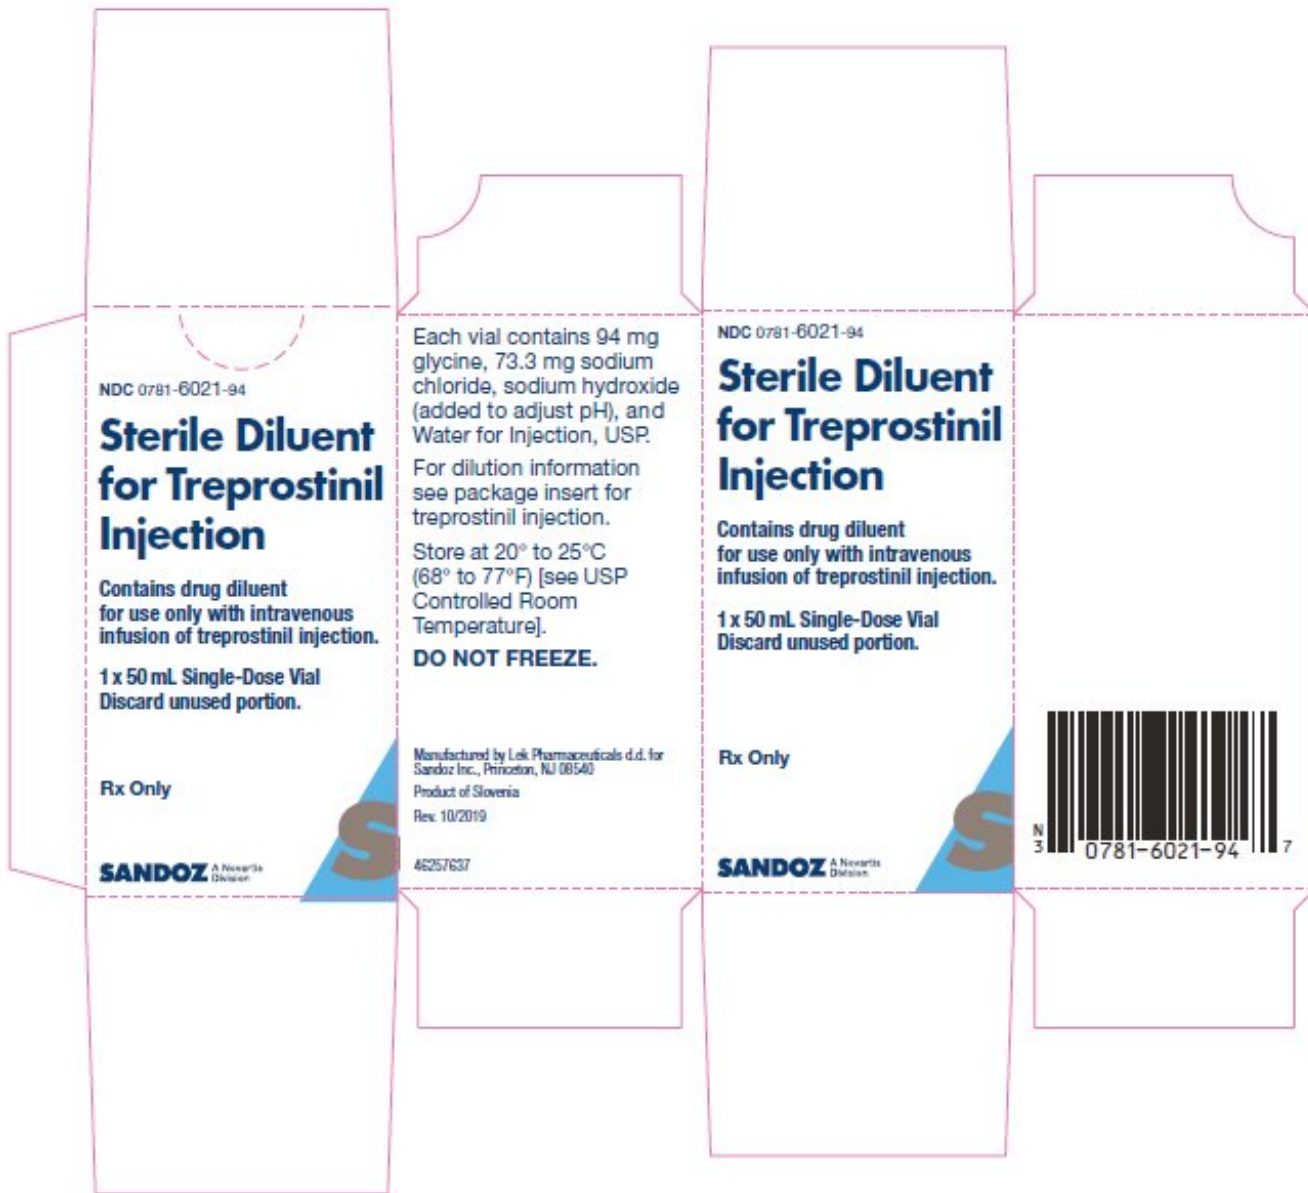 NDC 0781-6021-94
Sterile Diluent
for Treprostinil
Injection
Contains drug diluent
for use only with intravenous
infusion of treprostinil injection.
1 x 50 mL Single-Dose Vial
Discard unused portion.
Rx Only
SANDOZ A Novartis
Division
S
Each vial contains 94 mg
glycine, 73.3 mg sodium
chloride, sodium hydroxide
(added to adjust pH), and
Water for Injection, USP.
For dilution information
see package insert for
treprostinil injection.
Store at 20° to 25°C
(68° to 77°F) [see USP
Controlled Room
Temperature].
DO NOT FREEZE.
Manufactured by Lek Pharmaceuticals d.d. for
Sandoz Inc., Princeton, NJ 08540
Product of Slovenia
Rev. 10/2019
46257637
NDC 0781-6021-94
Sterile Diluent
for Treprostinil
Injection
Contains drug diluent
for use only with intravenous
infusion of treprostinil injection.
1 x 50 mL Single-Dose Vial
Discard unused portion.
Rx Only
SANDOZ A Novartis
Division
S
N
3 0781-6021-94 7